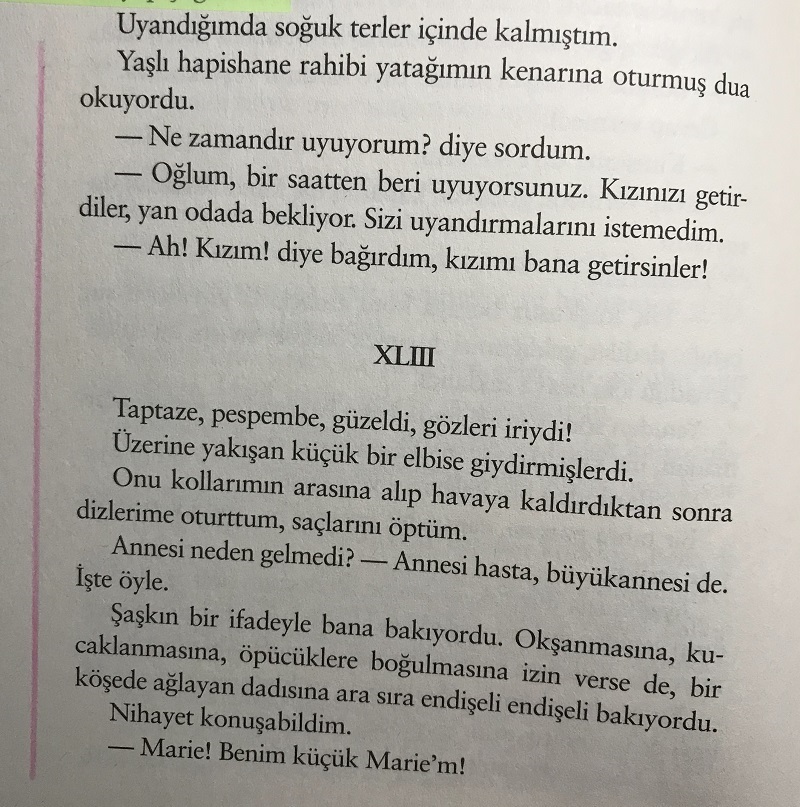 Uyandığımda soğuk terler içinde kalmıştım.
Yaşlı hapishane rahibi yatağımın kenarına oturmuş dua
okuyordu.
— Ne zamandır uyuyorum? diye sordum.
— Oğlum, bir saatten beri uyuyorsunuz. Kızınızı getir-
diler, yan odada bekliyor. Sizi uyandırmalarını istemedim.
— Ah! Kızım! diye bağırdım, kızımı bana getirsinler!
XLIII
Taptaze, pespembe, güzeldi, gözleri iriydi!
Üzerine yakışan küçük bir elbise giydirmişlerdi.
Onu kollarımın arasına alıp havaya kaldırdıktan sonra
dizlerime oturttum, saçlarını öptüm.
Annesi neden gelmedi? — Annesi hasta, büyükannesi de.
İşte öyle.
Şaşkın bir ifadeyle bana bakıyordu. Okşanmasına, ku-
caklanmasına, öpücüklere boğulmasına izin verse de, bir
köşede ağlayan dadısına ara sıra endişeli endişeli bakıyordu.
Nihayet konuşabildim.
— Marie! Benim küçük Marie'm!